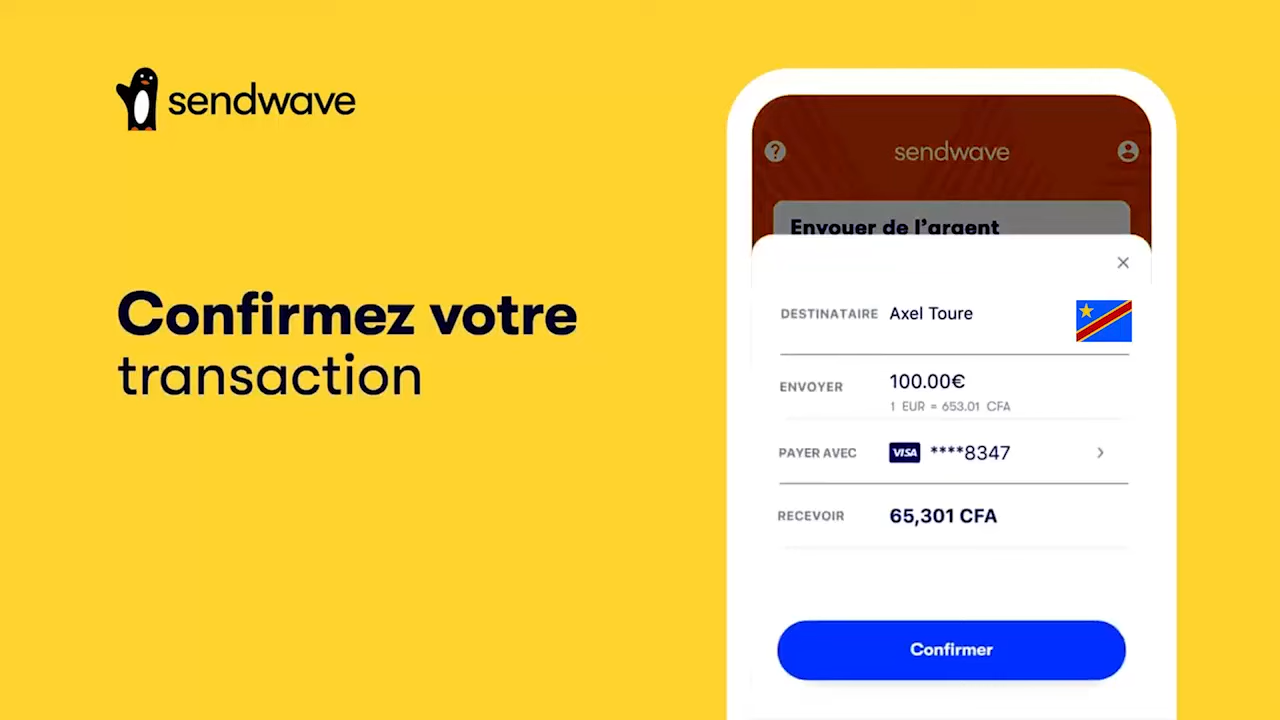 sendwave
Confirmez votre
transaction
sendwave
Envoyer de l'argent
DESTINATAIRE Axel Toure
ENVOYER 100.00€
1 EUR = 653.01 CFA
PAYER AVEC VISA ****8347
RECEVOIR 65,301 CFA
Confirmer